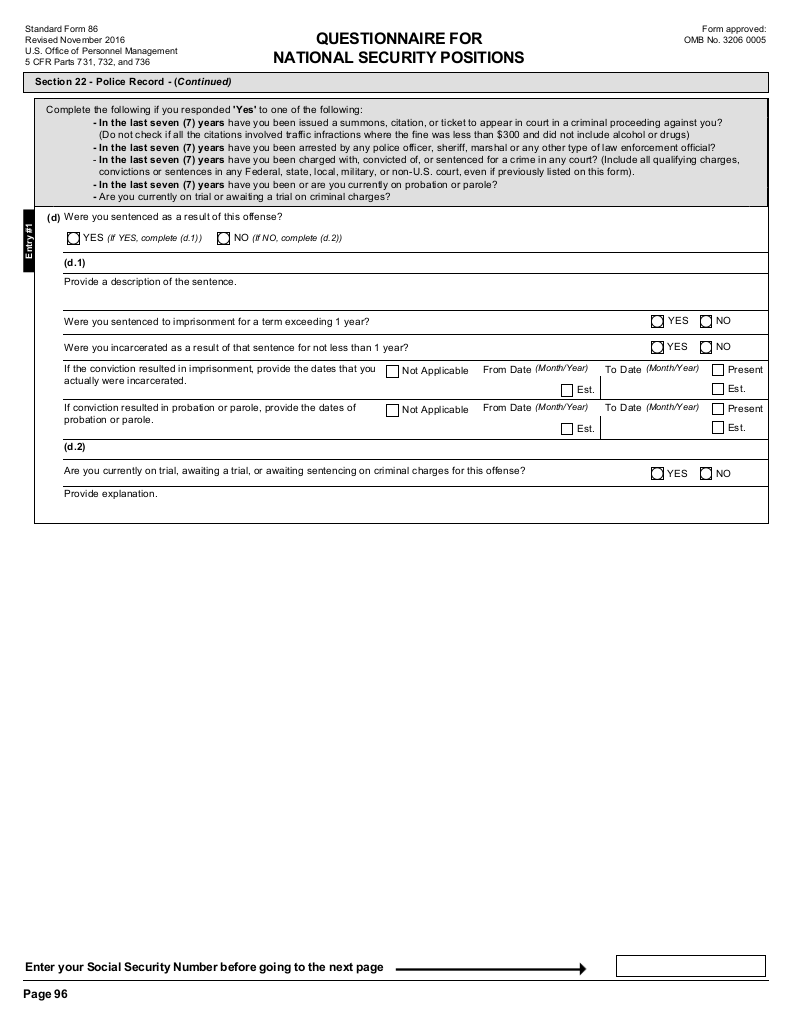 Standard Form 86
Revised November 2016
U.S. Office of Personnel Management
5 CFR Parts 731, 732, and 736
QUESTIONNAIRE FOR
NATIONAL SECURITY POSITIONS
Form approved:
OMB No. 3206 0005
Section 22 - Police Record - (Continued)
Complete the following if you responded 'Yes' to one of the following:
- In the last seven (7) years have you been issued a summons, citation, or ticket to appear in court in a criminal proceeding against you?
(Do not check if all the citations involved traffic infractions where the fine was less than $300 and did not include alcohol or drugs)
- In the last seven (7) years have you been arrested by any police officer, sheriff, marshal or any other type of law enforcement official?
- In the last seven (7) years have you been charged with, convicted of, or sentenced for a crime in any court? (Include all qualifying charges,
convictions or sentences in any Federal, state, local, military, or non-U.S. court, even if previously listed on this form).
- In the last seven (7) years have you been or are you currently on probation or parole?
- Are you currently on trial or awaiting a trial on criminal charges?
Entry #1
(d) Were you sentenced as a result of this offense?
YES (If YES, complete (d.1)) NO (If NO, complete (d.2))
(d.1)
Provide a description of the sentence.
Were you sentenced to imprisonment for a term exceeding 1 year? YES NO
Were you incarcerated as a result of that sentence for not less than 1 year? YES NO
If the conviction resulted in imprisonment, provide the dates that you
actually were incarcerated.
Not Applicable From Date (Month/Year) To Date (Month/Year) Present
Est. Est.
If conviction resulted in probation or parole, provide the dates of
probation or parole.
Not Applicable From Date (Month/Year) To Date (Month/Year) Present
Est. Est.
(d.2)
Are you currently on trial, awaiting a trial, or awaiting sentencing on criminal charges for this offense? YES NO
Provide explanation.
Enter your Social Security Number before going to the next page
Page 96